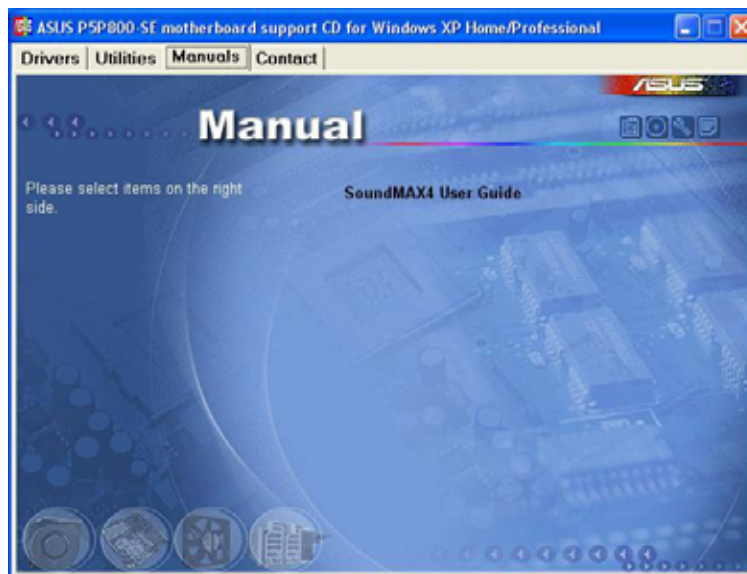 ASUS P5P800-SE motherboard support CD for Windows XP Home/Professional
Drivers Utilities Manuals Contact
ASUS
Manual
Please select items on the right
side.
SoundMAX4 User Guide